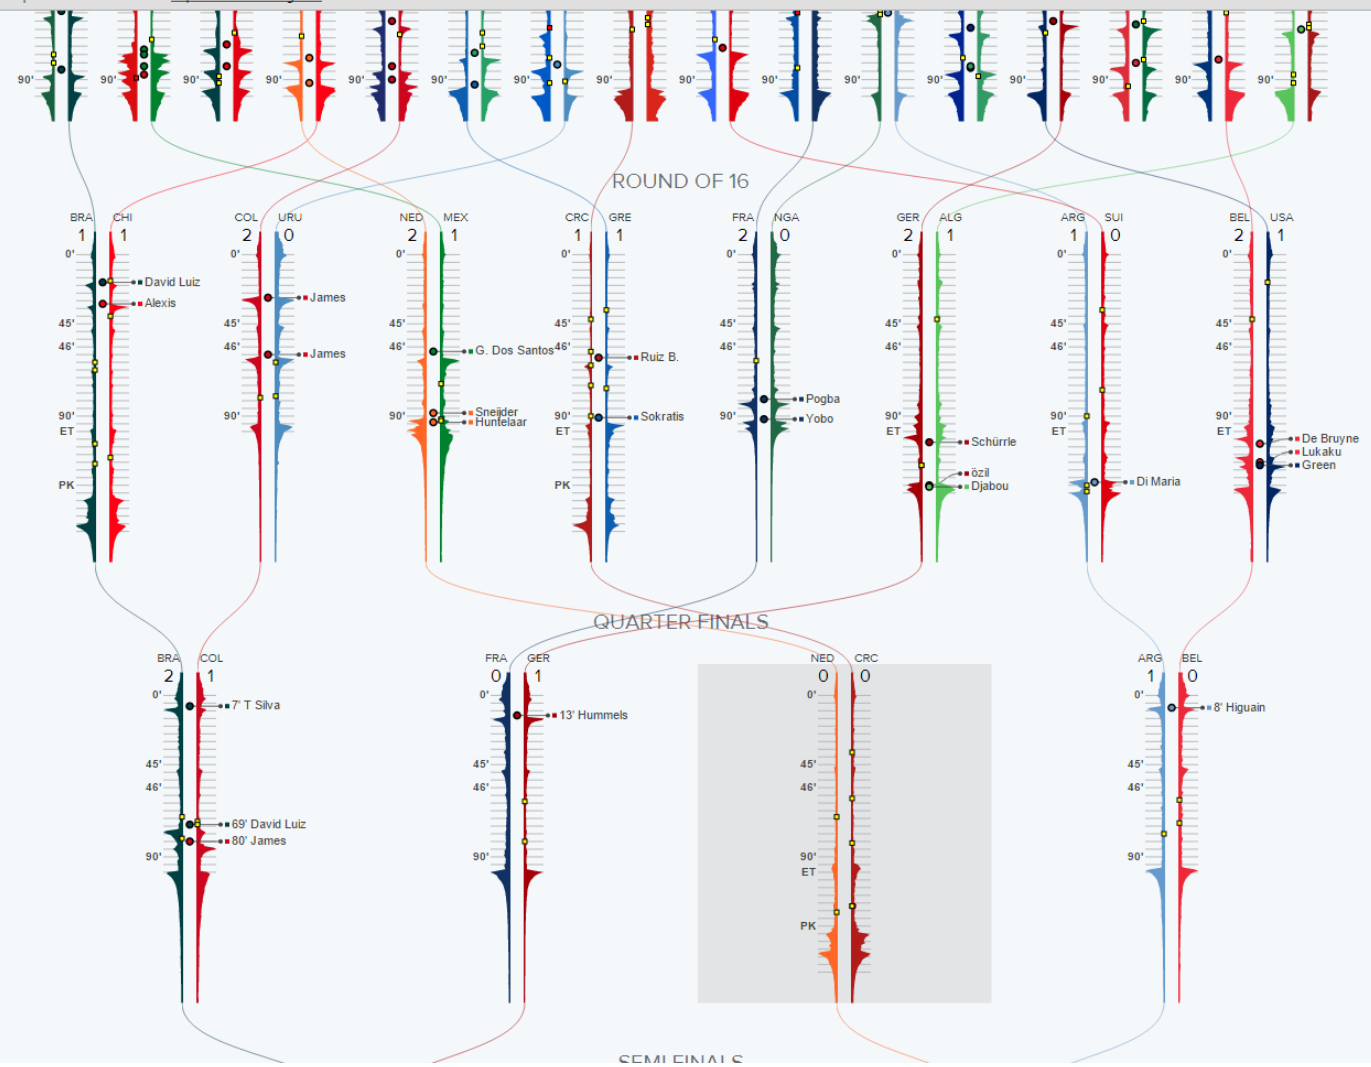 90' 90' 90' 90' 90' 90' 90' 90' 90' 90' 90' 90' 90' 90' 90' 90'
ROUND OF 16
BRA CHI COL URU NED MEX CRC GRE FRA NGA GER ALG ARG SUI BEL USA
1 1 2 0 2 1 1 1 2 0 2 1 1 0 2 1
0' 0' 0' 0' 0' 0' 0' 0'
David Luiz
Alexis
James
45' 45' 45' 45' 45' 45' 45' 45'
46' 46' 46' 46' 46' 46' 46' 46'
G. Dos Santos
James
Ruiz B.
Pogba
90' 90' 90' 90' 90' 90' 90' 90'
Sneijder
Huntelaar
Sokratis
Yobo
ET ET ET ET ET
De Bruyne
Schürrle
Lukaku
Green
özil
Di Maria
PK PK
Djabou
QUARTER FINALS
BRA COL FRA GER NED CRC ARG BEL
2 1 0 1 0 0 1 0
0' 0' 0' 0'
7' T Silva
8' Higuain
13' Hummels
45' 45' 45' 45'
46' 46' 46' 46'
69' David Luiz
80' James
90' 90' 90' 90'
ET
PK
SEMI FINALS